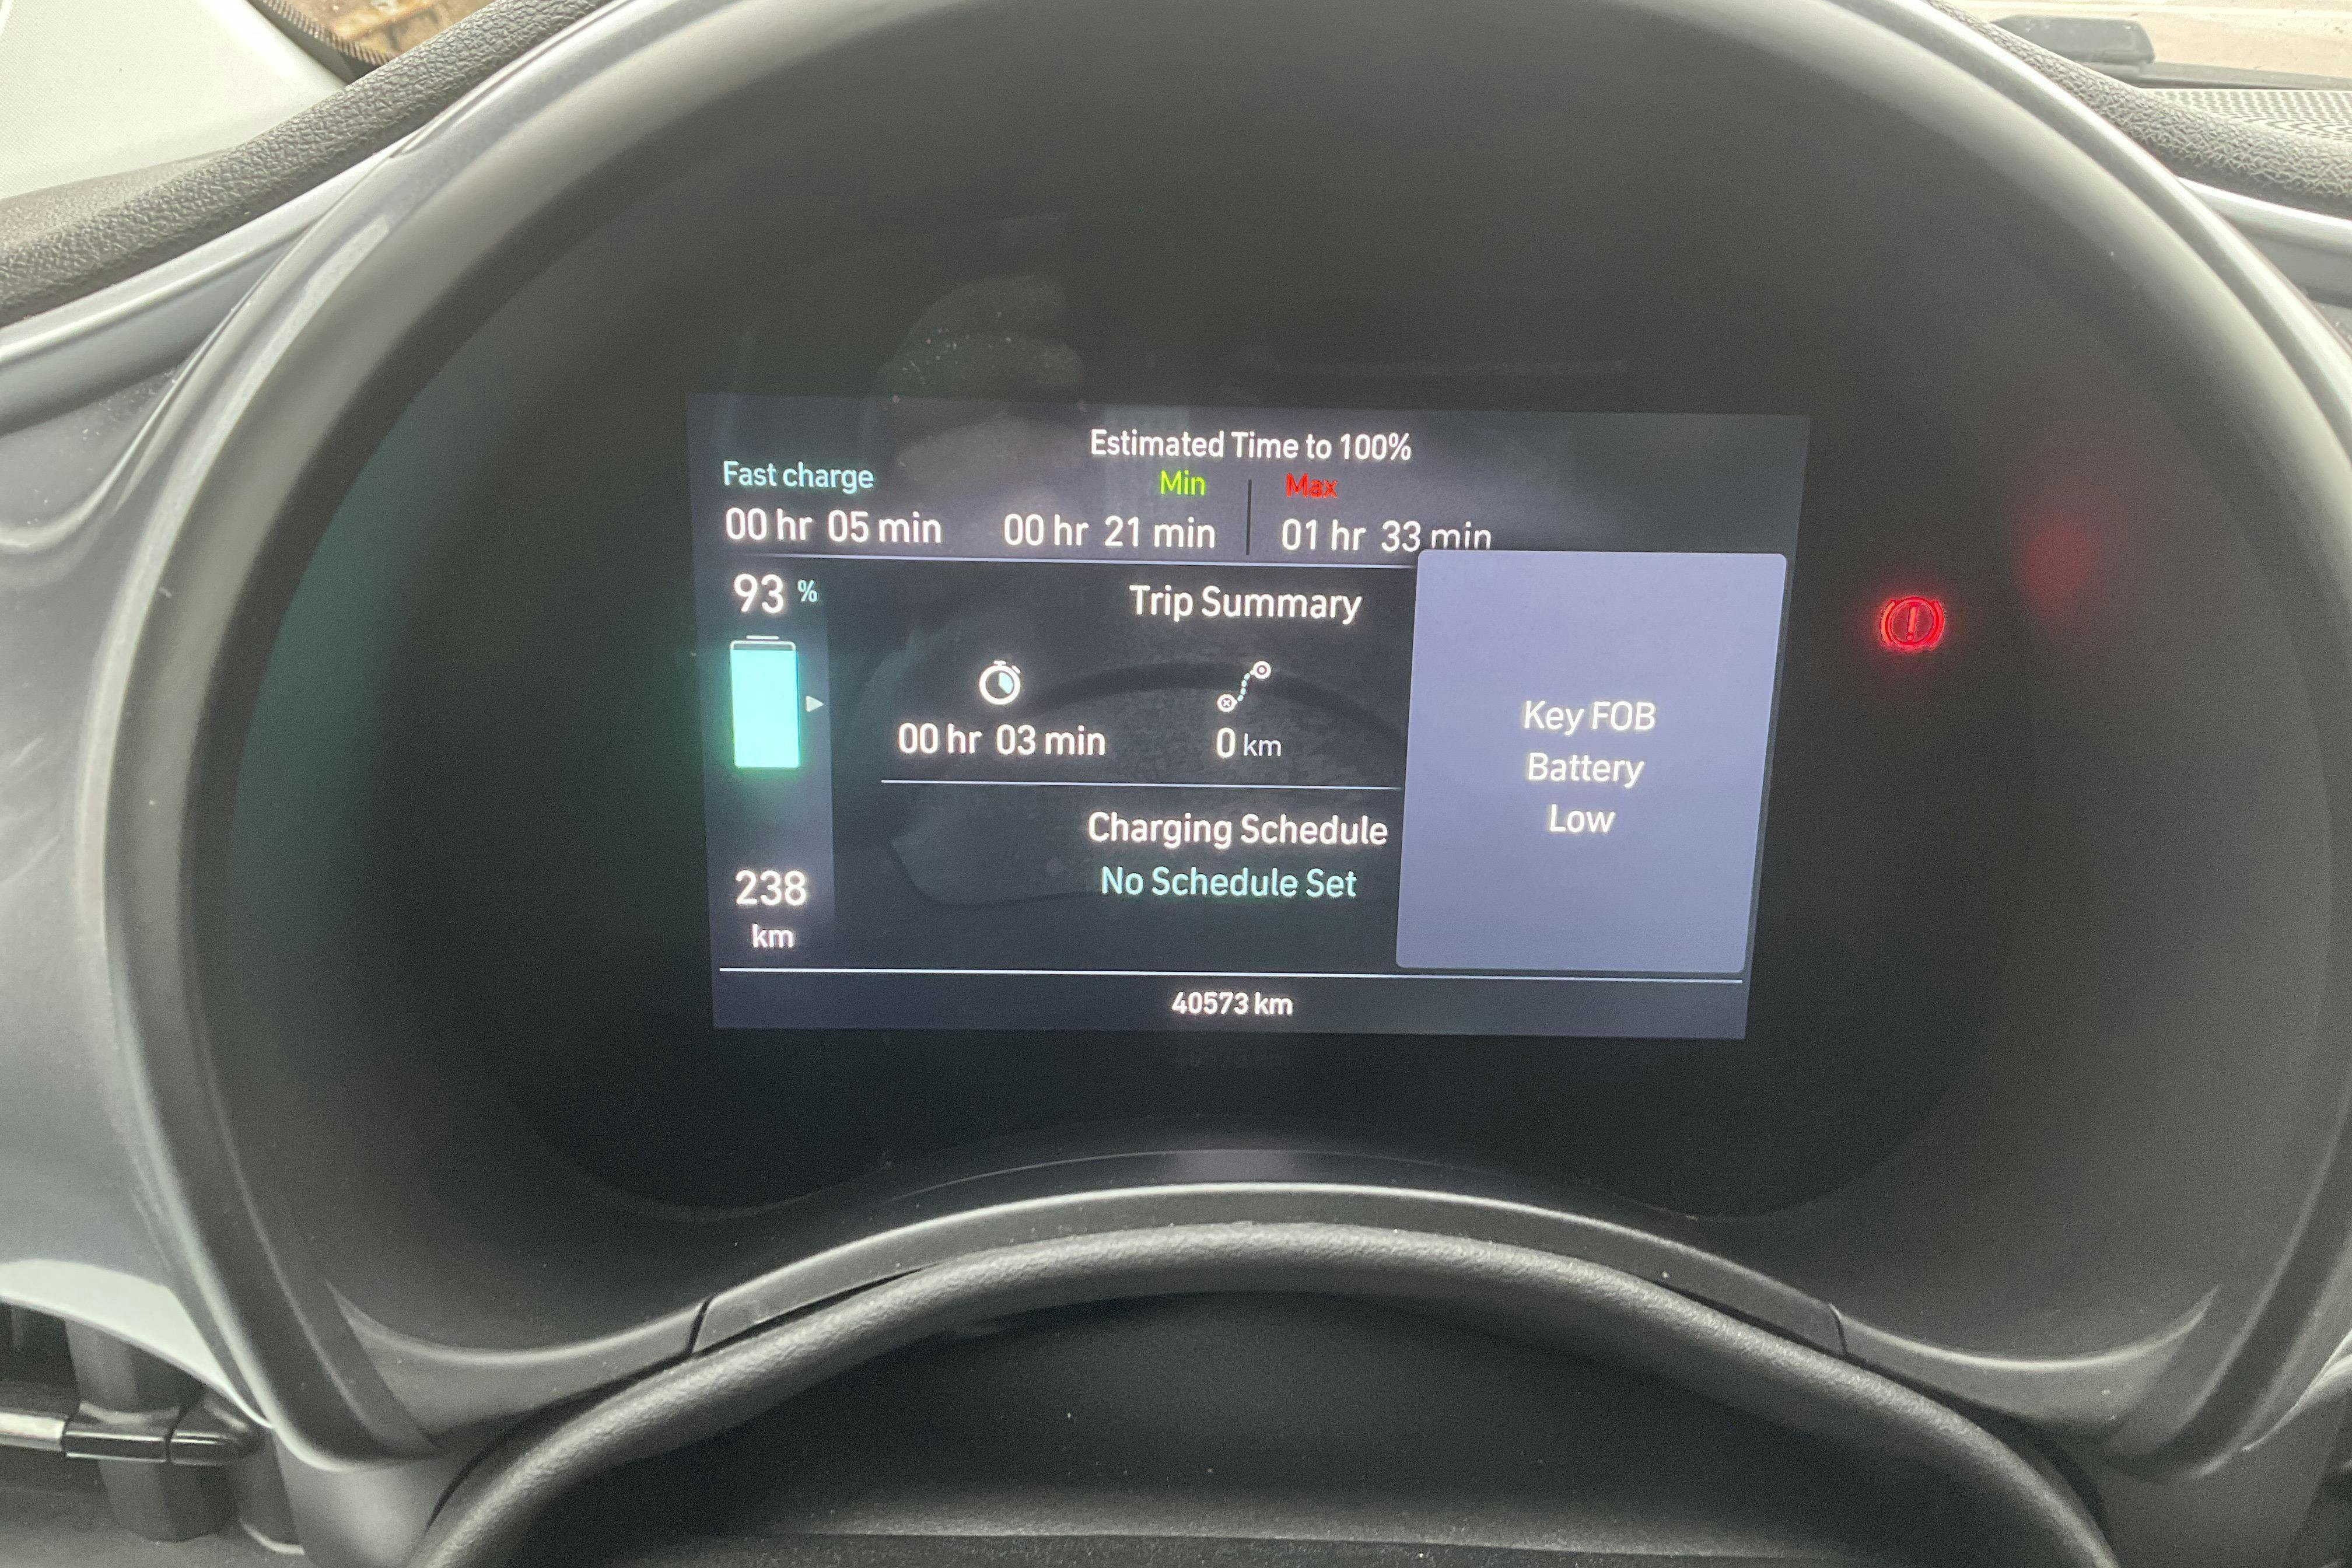 Estimated Time to 100%
Fast charge Min Max
00 hr 05 min 00 hr 21 min 01 hr 33 min
93 %
Trip Summary
00 hr 03 min 0 km
Key FOB
Battery
Low
Charging Schedule
No Schedule Set
238
km
40573 km